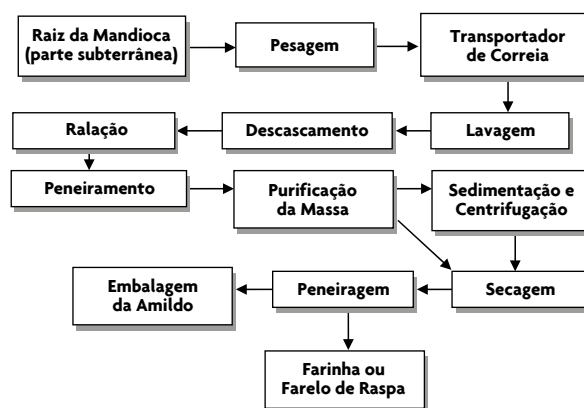 Raiz da Mandioca
(parte subterrânea)
Pesagem
Transportador
de Correia
Ralação
Descascamento
Lavagem
Peneiramento
Purificação
da Massa
Sedimentação e
Centrifugação
Embalagem
da Amildo
Peneiragem
Secagem
Farinha ou
Farelo de Raspa